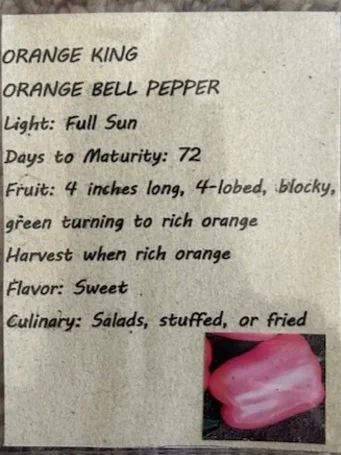 ORANGE KING
ORANGE BELL PEPPER
Light: Full Sun
Days to Maturity: 72
Fruit: 4 inches long, 4-lobed, blocky,
green turning to rich orange
Harvest when rich orange
Flavor: Sweet
Culinary: Salads, stuffed, or fried